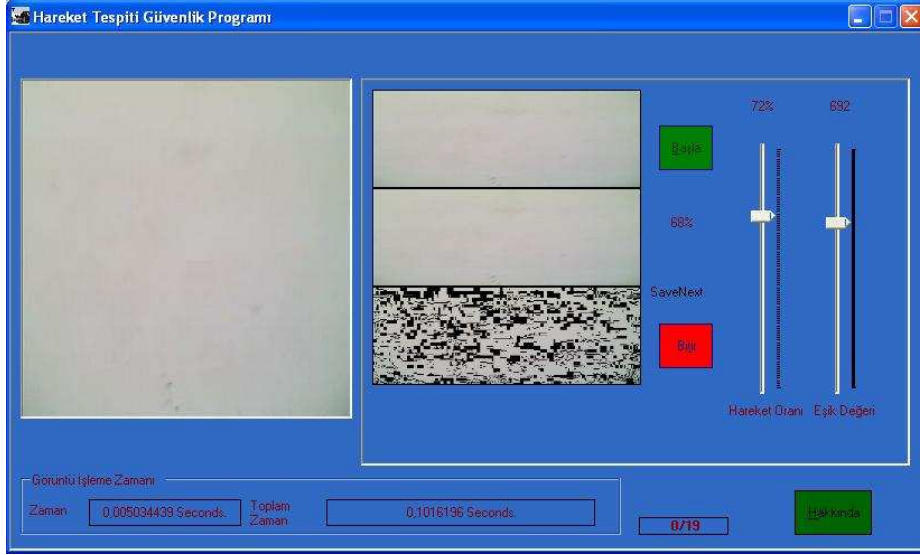 Hareket Tespiti Güvenlik Programı
72%
692
Başla
68%
SaveNext
Bitir
Hareket Oranı
Eşik Değeri
Görüntü İşleme Zamanı
Zaman
0,005034439 Seconds.
Toplam
Zaman
0,1016196 Seconds.
0/19
Hakkında